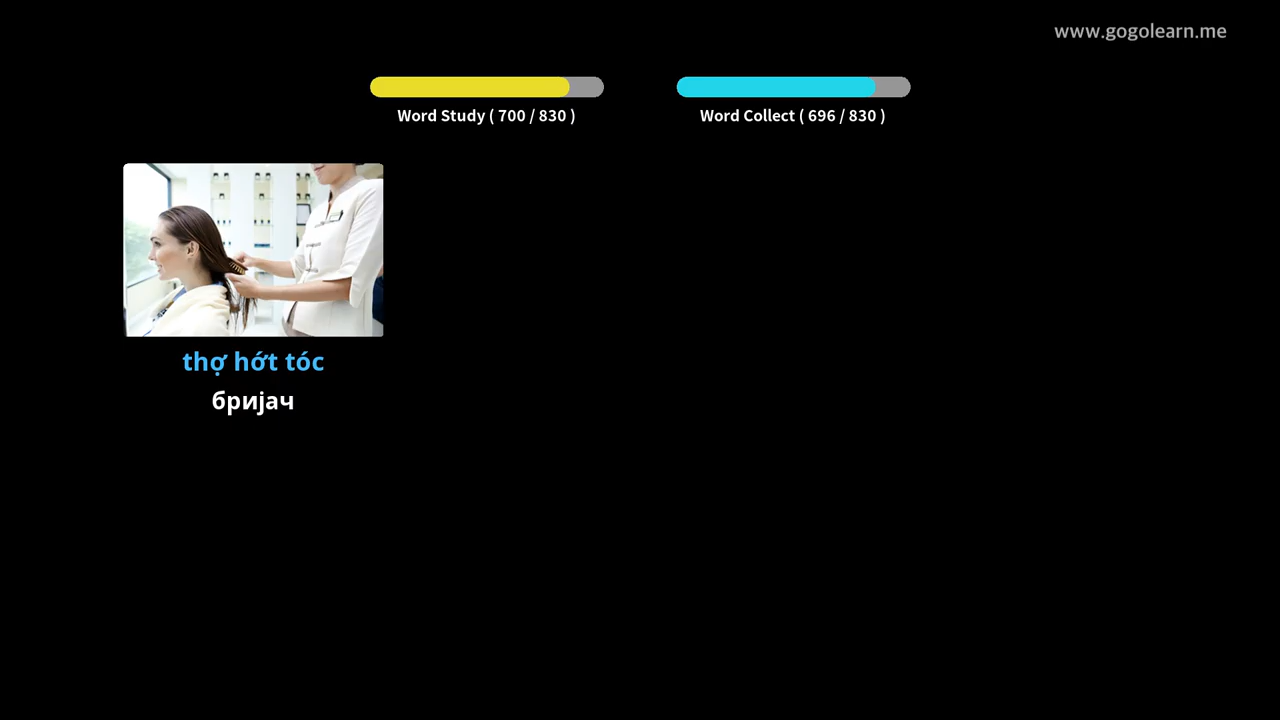 www.gogolearn.me
Word Study ( 700 / 830 )
Word Collect ( 696 / 830 )
thợ hớt tóc
бријач